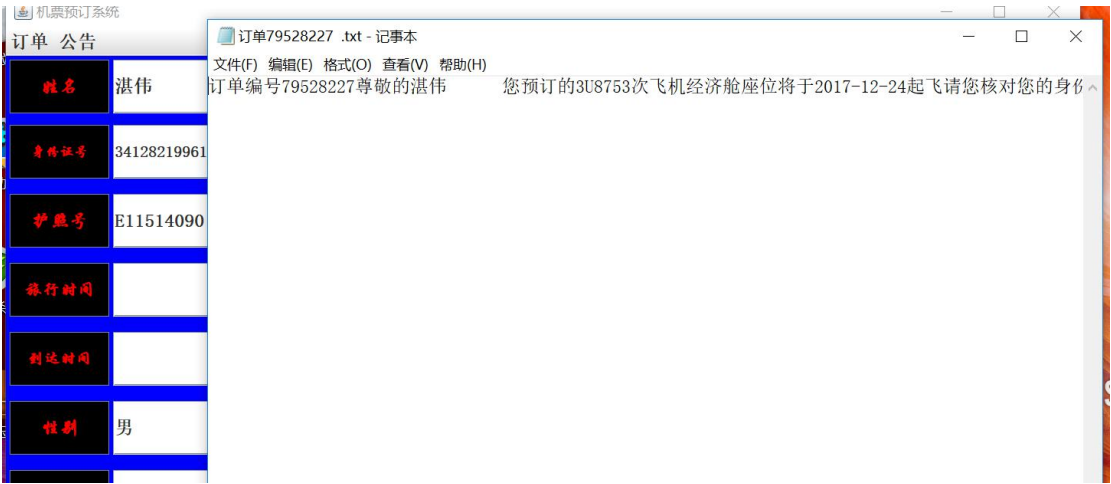 机票预订系统
订单 公告
姓名 湛伟
身份证号 34128219961
护照号 E11514090
旅行时间
到达时间
性别 男
订单79528227 .txt - 记事本
文件(F) 编辑(E) 格式(O) 查看(V) 帮助(H)
订单编号79528227尊敬的湛伟 您预订的3U8753次飞机经济舱座位将于2017-12-24起飞请您核对您的身份